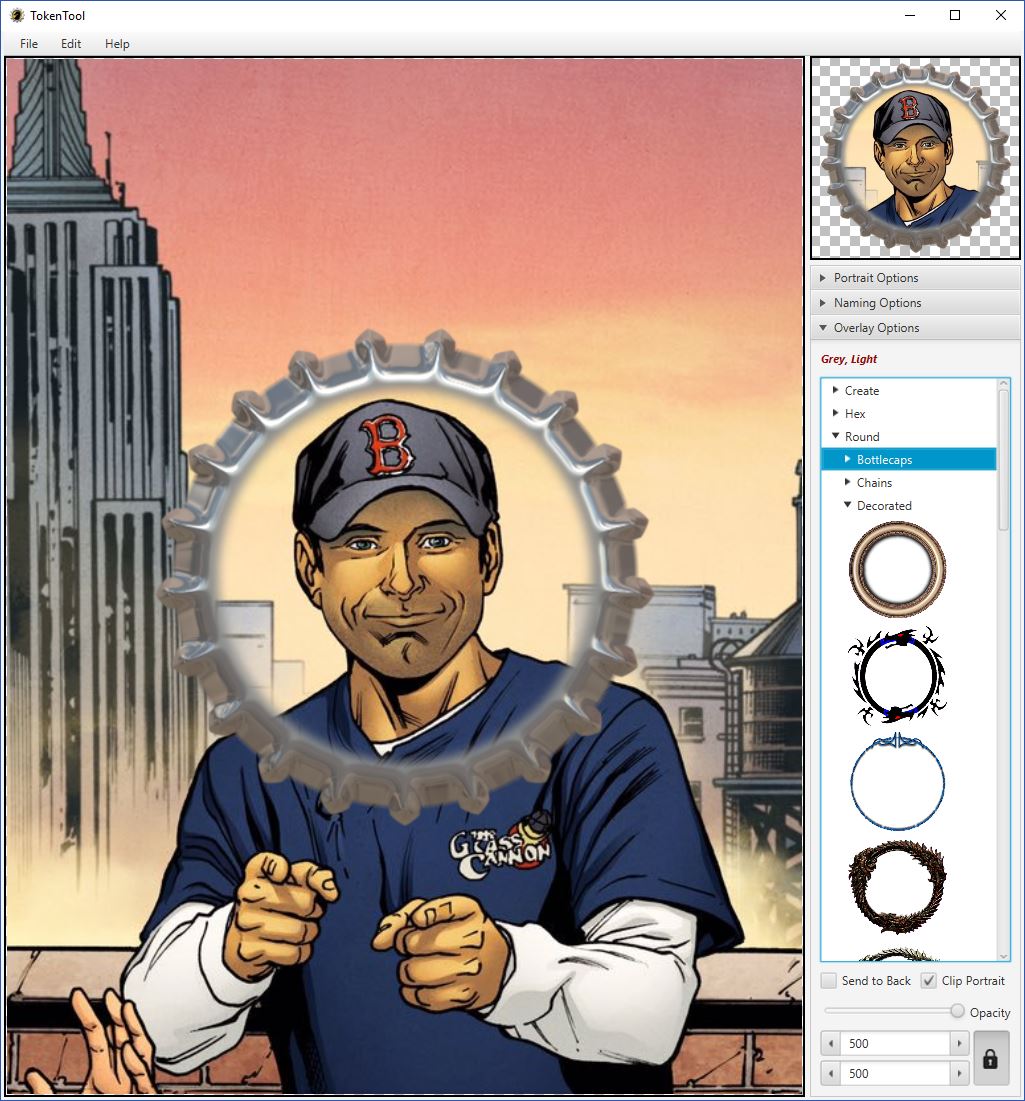 TokenTool
File Edit Help
B
B
Portrait Options
Naming Options
Overlay Options
Grey, Light
Create
Hex
Round
Bottlecaps
Chains
Decorated
THE
GLASS
CANNON
Send to Back Clip Portrait
Opacity
500
500